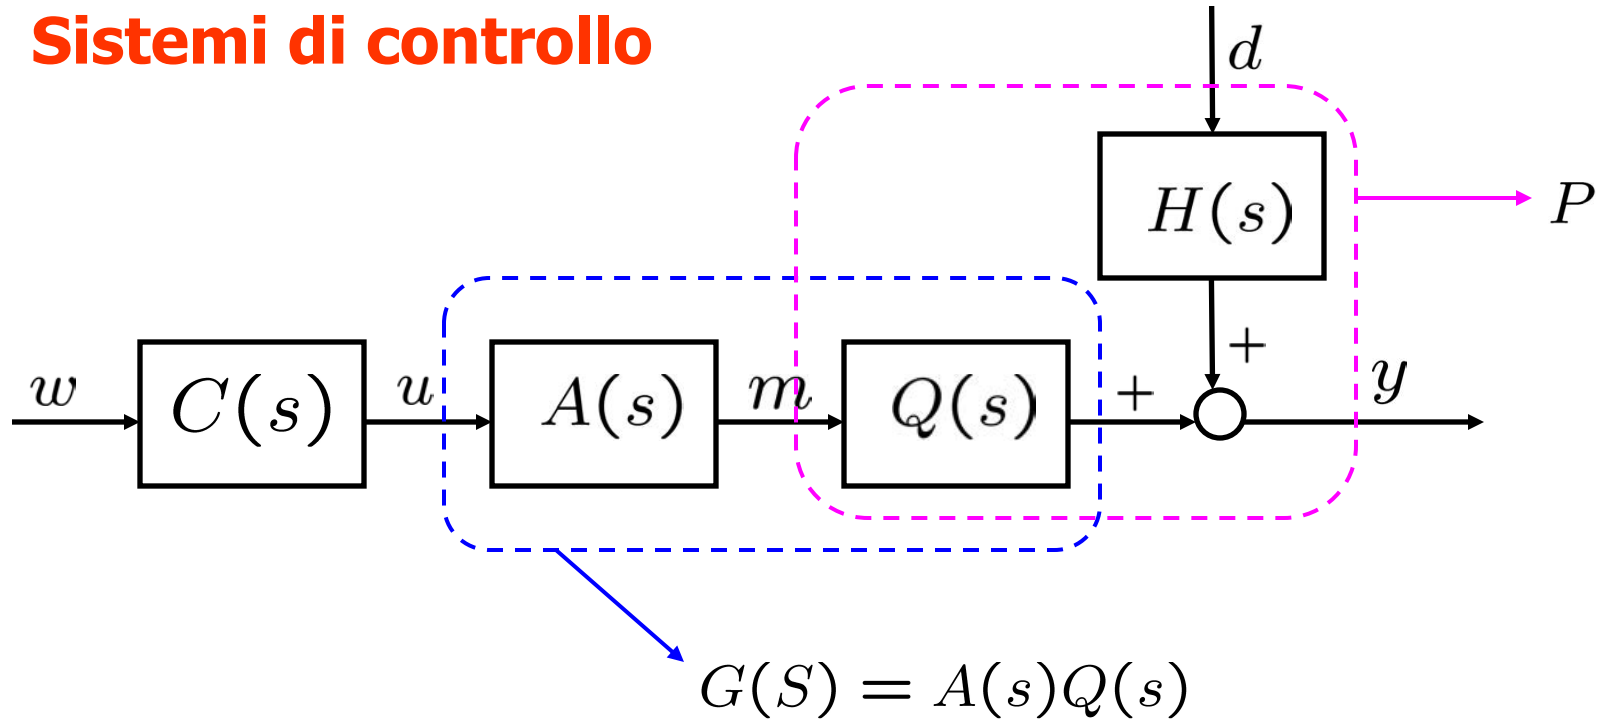 Sistemi di controllo
d
H(s)
P
+
w
C(s)
u
A(s)
m
Q(s)
+
y
G(S) = A(s)Q(s)